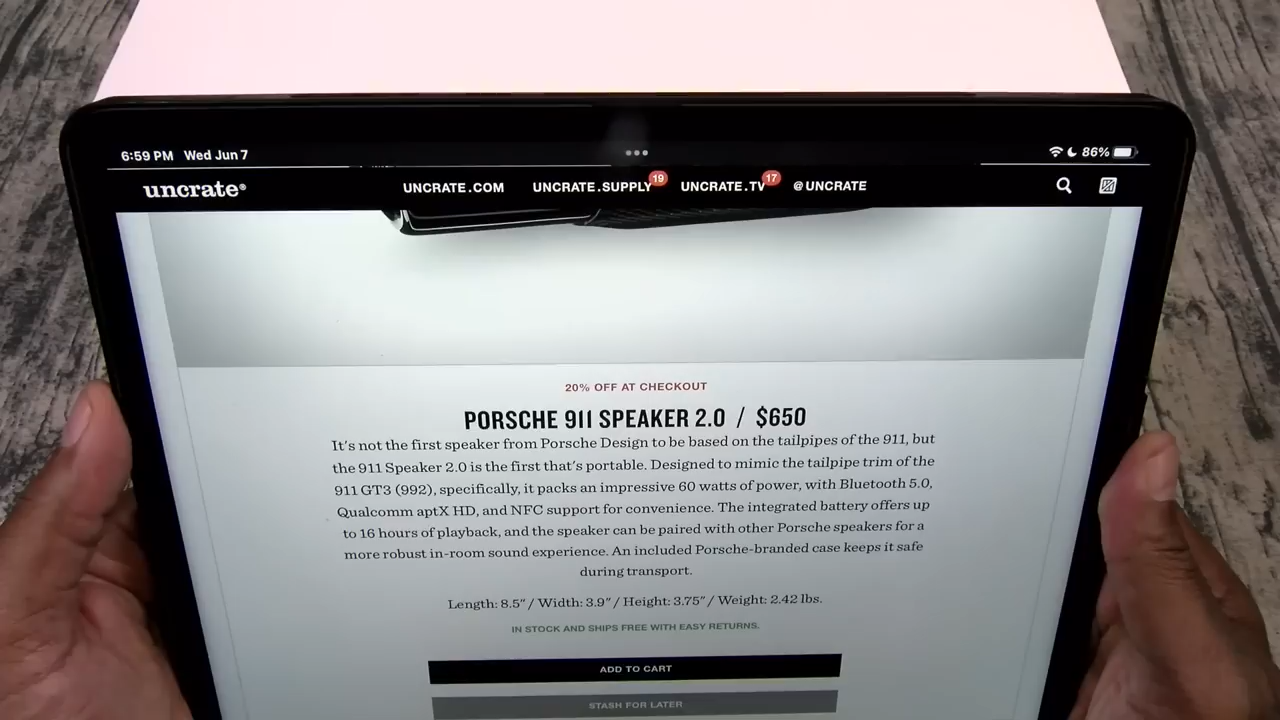 6:59 PM Wed Jun 7
86%
uncrate®
UNCRATE.COM UNCRATE.SUPPLY 19 UNCRATE.TV 17 @UNCRATE
20% OFF AT CHECKOUT
PORSCHE 911 SPEAKER 2.0 / $650
It's not the first speaker from Porsche Design to be based on the tailpipes of the 911, but
the 911 Speaker 2.0 is the first that's portable. Designed to mimic the tailpipe trim of the
911 GT3 (992), specifically, it packs an impressive 60 watts of power, with Bluetooth 5.0,
Qualcomm aptX HD, and NFC support for convenience. The integrated battery offers up
to 16 hours of playback, and the speaker can be paired with other Porsche speakers for a
more robust in-room sound experience. An included Porsche-branded case keeps it safe
during transport.
Length: 8.5" / Width: 3.9" / Height: 3.75" / Weight: 2.42 lbs.
IN STOCK AND SHIPS FREE WITH EASY RETURNS.
ADD TO CART
STASH FOR LATER